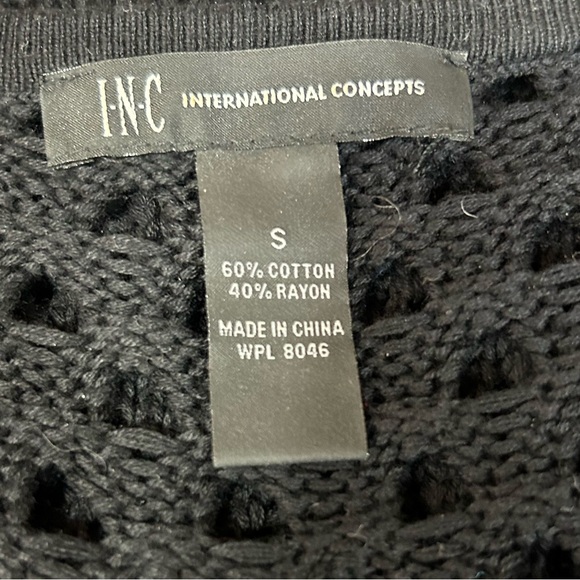 I·N·C INTERNATIONAL CONCEPTS
S
60% COTTON
40% RAYON
MADE IN CHINA
WPL 8046